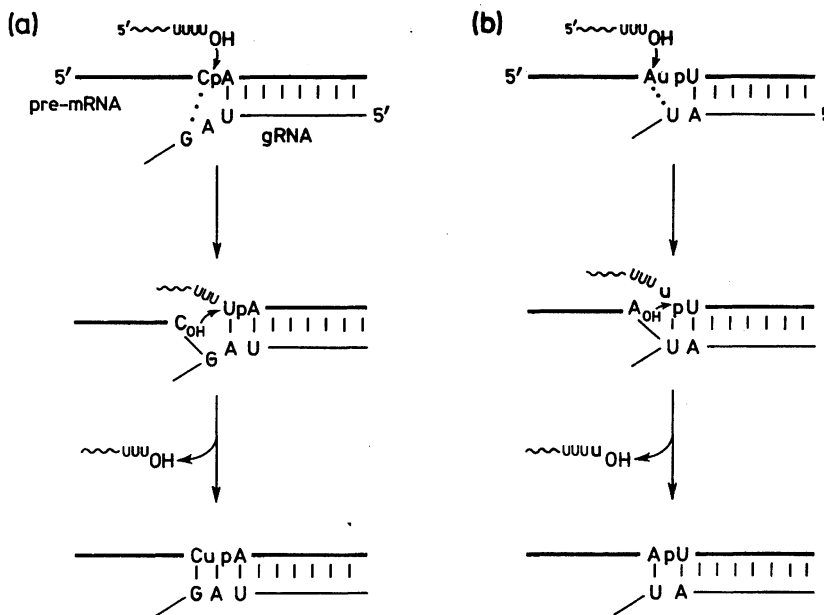 (a)
5' UUU OH
5' CpA
pre-mRNA
G A U 5'
gRNA
UUU UpA
C OH
G A U
UUU OH
Cu pA
G A U
(b)
5' UUU OH
5' Au pU
U A 5'
UUU u
A OH pU
U A
UUU u OH
A pU
U A